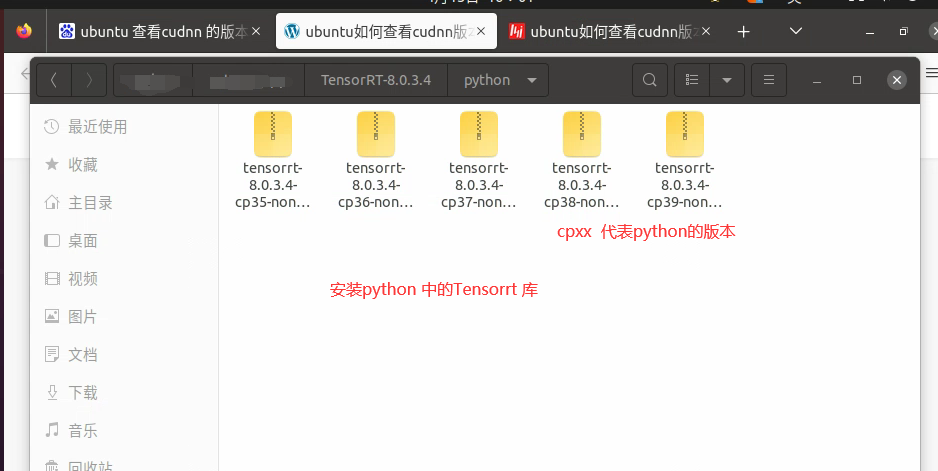 ubuntu 查看cudnn 的版本
ubuntu如何查看cudnn版本
ubuntu如何查看cudnn版本
TensorRT-8.0.3.4
python
最近使用
收藏
主目录
桌面
视频
图片
文档
下载
音乐
回收站
tensorrt-
8.0.3.4-
cp35-non...
tensorrt-
8.0.3.4-
cp36-non...
tensorrt-
8.0.3.4-
cp37-non...
tensorrt-
8.0.3.4-
cp38-non...
tensorrt-
8.0.3.4-
cp39-non...
cpxx 代表python的版本
安装python 中的Tensorrt 库